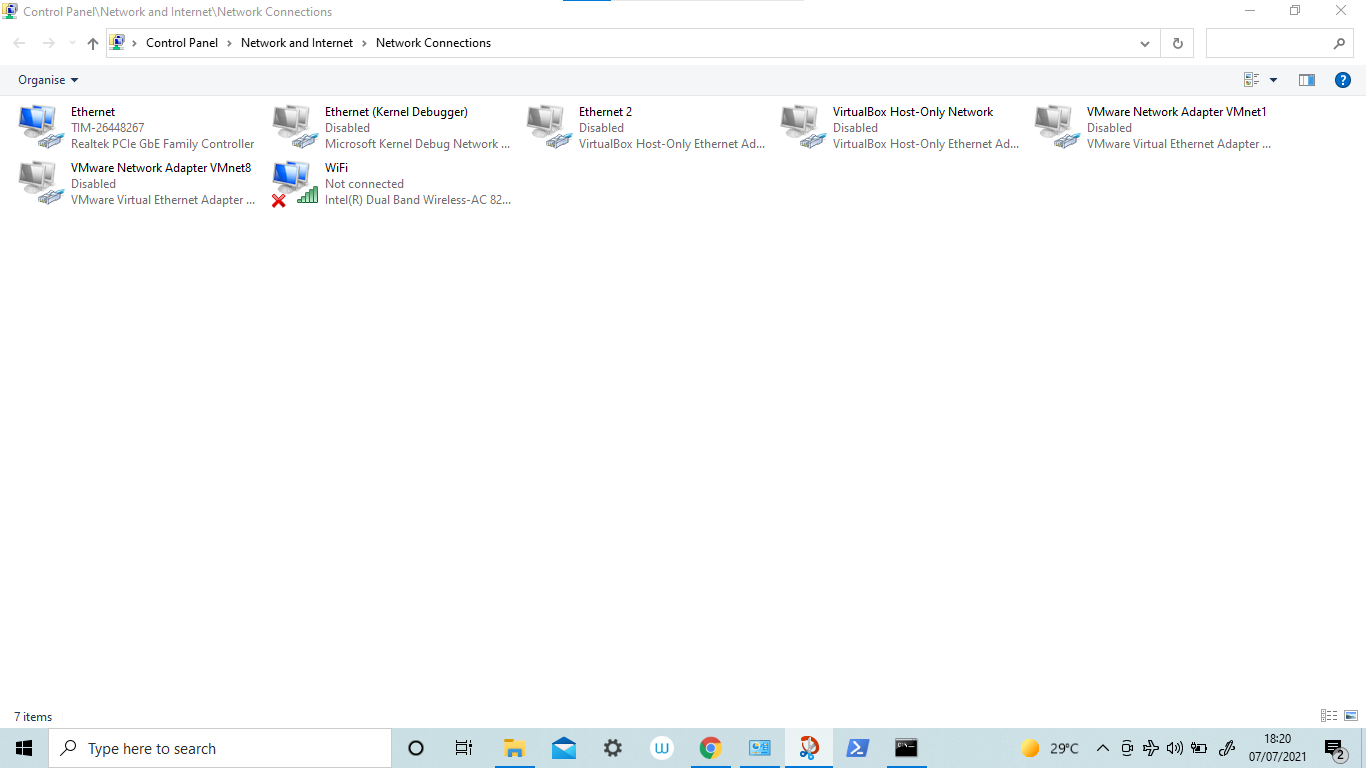 Control Panel\Network and Internet\Network Connections
Control Panel > Network and Internet > Network Connections
Organise
Ethernet
TIM-26448267
Realtek PCIe GbE Family Controller
Ethernet (Kernel Debugger)
Disabled
Microsoft Kernel Debug Network ...
Ethernet 2
Disabled
VirtualBox Host-Only Ethernet Ad...
VirtualBox Host-Only Network
Disabled
VirtualBox Host-Only Ethernet Ad...
VMware Network Adapter VMnet1
Disabled
VMware Virtual Ethernet Adapter ...
VMware Network Adapter VMnet8
Disabled
VMware Virtual Ethernet Adapter ...
WiFi
Not connected
Intel(R) Dual Band Wireless-AC 82...
7 items
Type here to search
29°C
18:20
07/07/2021
2